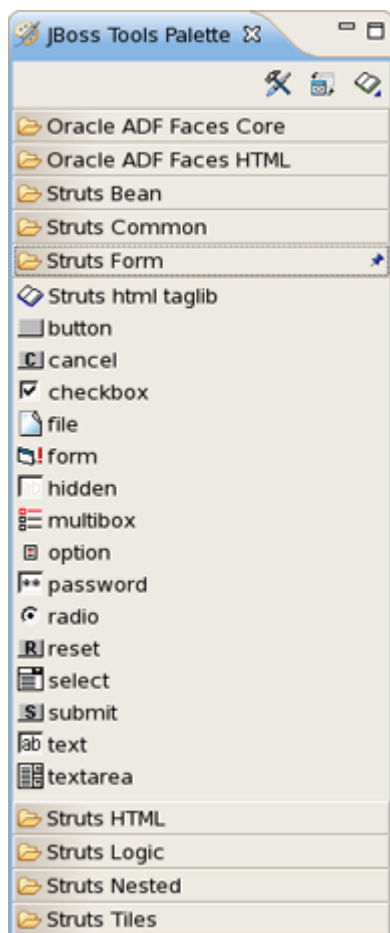 JBoss Tools Palette
Oracle ADF Faces Core
Oracle ADF Faces HTML
Struts Bean
Struts Common
Struts Form
Struts html taglib
button
C cancel
checkbox
file
form
hidden
multibox
option
** password
radio
R reset
select
S submit
ab text
textarea
Struts HTML
Struts Logic
Struts Nested
Struts Tiles